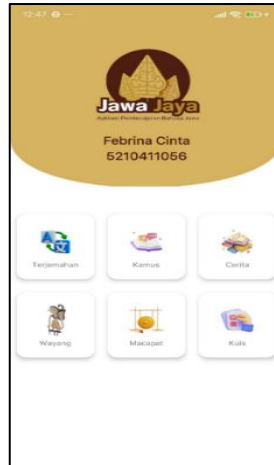 12:47
Jawa Jaya
Aplikasi Pembelajaran Bahasa Jawa
Febrina Cinta
5210411056
Terjemahan
Kamus
Cerita
Wayang
Macapat
Kuis